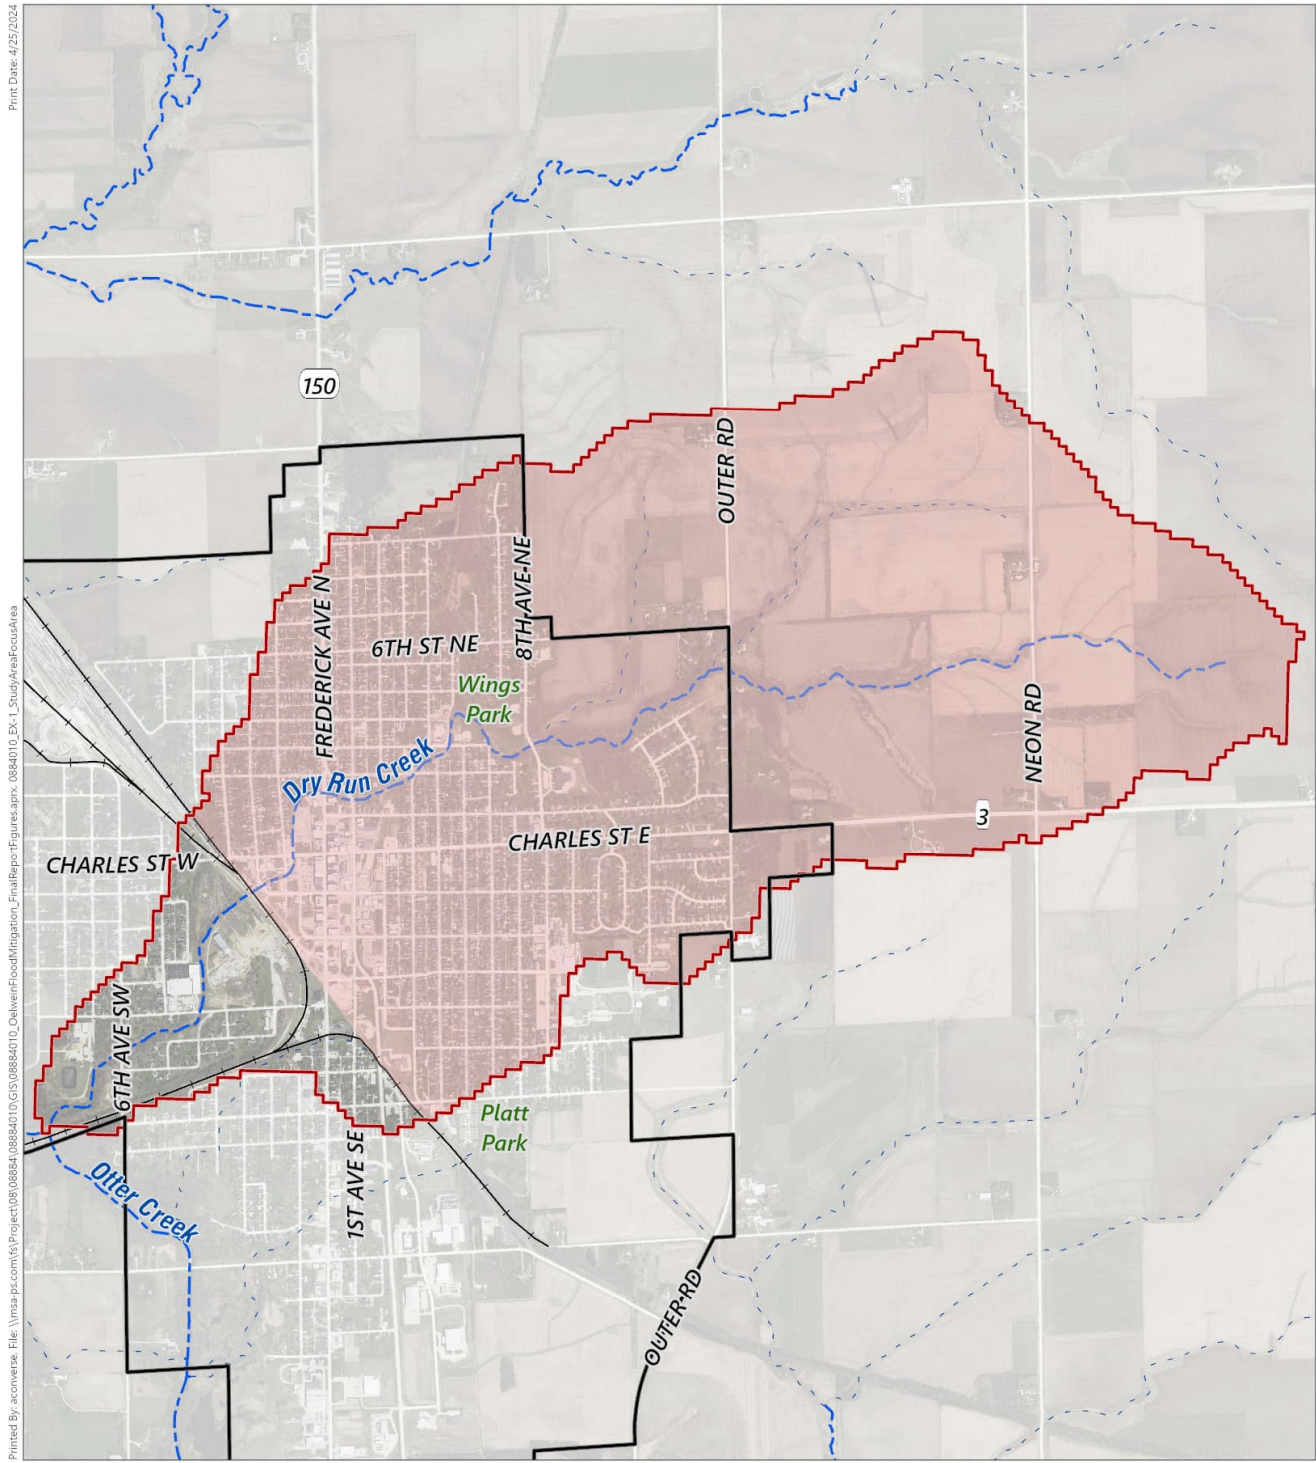 Print Date: 4/25/2024
150
OUTER RD
8TH AVE NE
FREDERICK AVE N
6TH ST NE
Wings
Park
NEON RD
Dry Run Creek
3
CHARLES ST E
CHARLES ST W
6TH AVE SW
Platt
Park
1ST AVE SE
Otter Creek
OUTER RD
Printed By: aconverse. File: \\msa-ps.com\fs\Project\08\08884\08884010\GIS\08884010_OelweinFloodMitigation_FinalReportFigures.aprx. 0884010_EX-1_StudyAreaFocusArea